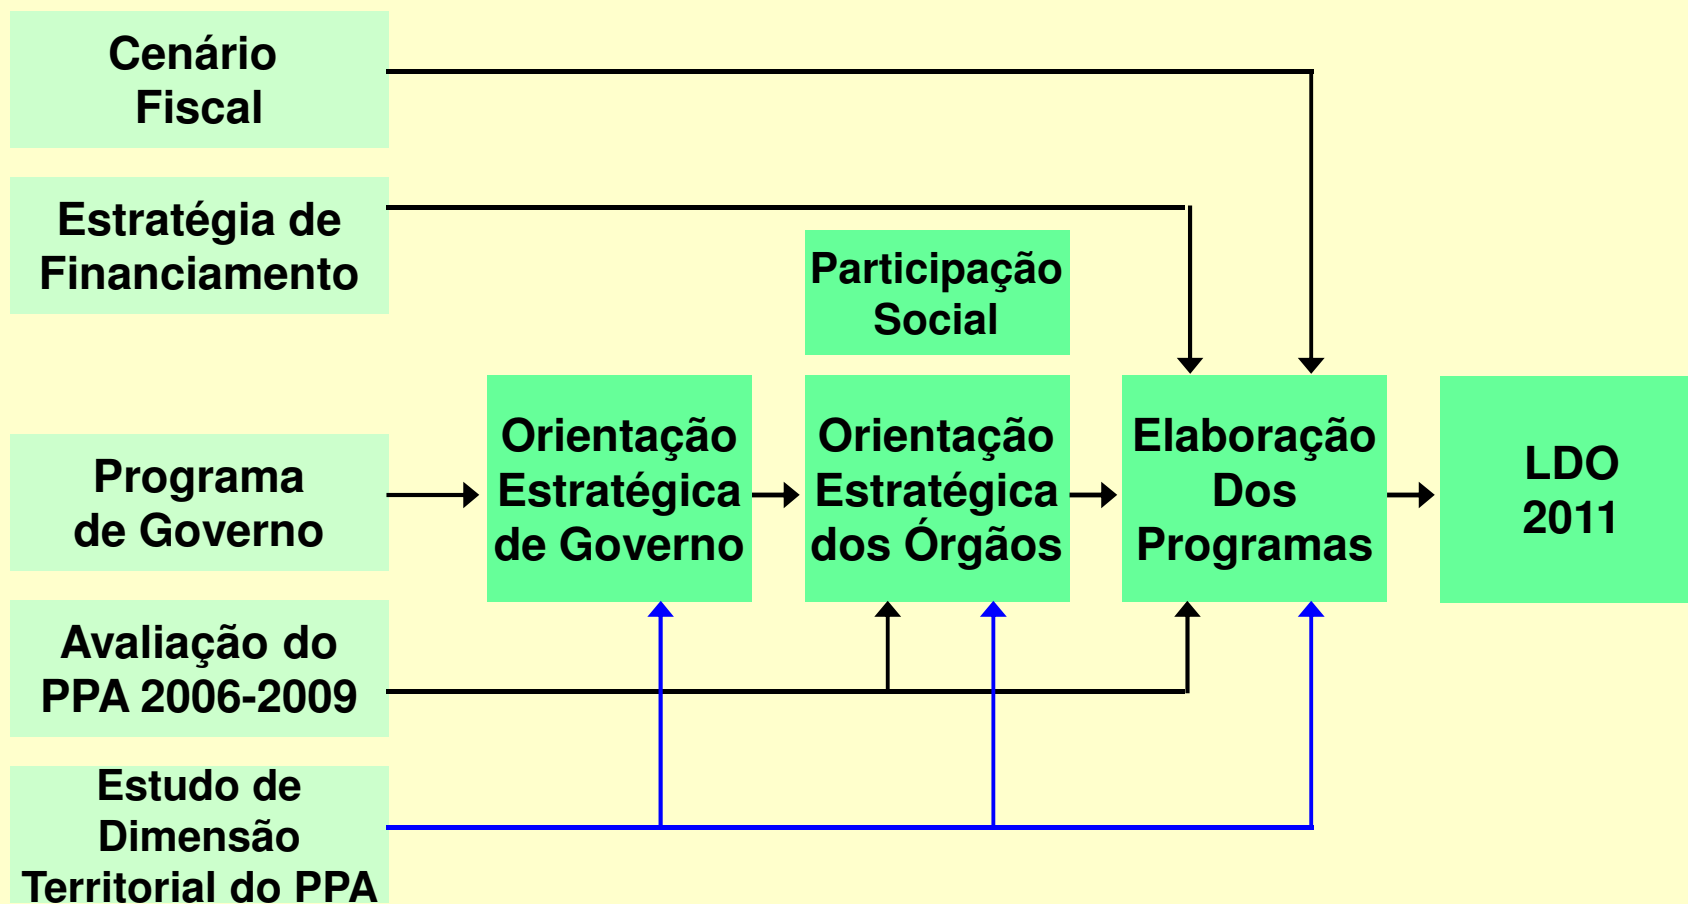 Cenário
Fiscal
Estratégia de
Financiamento
Participação
Social
Programa
de Governo
Orientação
Estratégica
de Governo
Orientação
Estratégica
dos Órgãos
Elaboração
Dos
Programas
LDO
2011
Avaliação do
PPA 2006-2009
Estudo de
Dimensão
Territorial do PPA